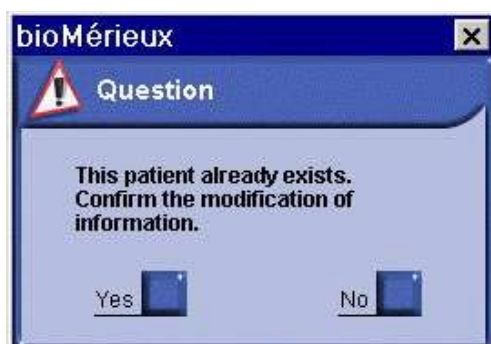 bioMérieux
Question
This patient already exists.
Confirm the modification of
information.
Yes No